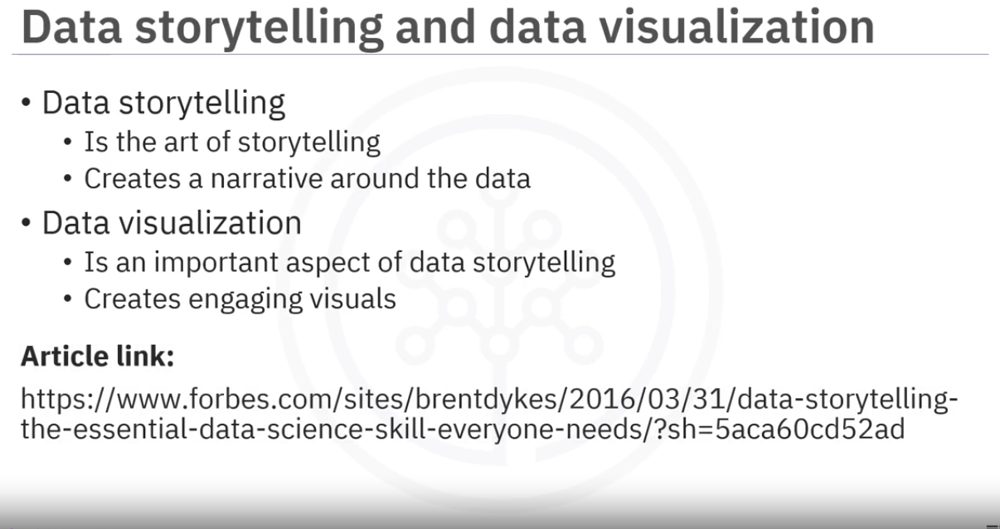 Data storytelling and data visualization
• Data storytelling
• Is the art of storytelling
• Creates a narrative around the data
• Data visualization
• Is an important aspect of data storytelling
• Creates engaging visuals
Article link:
https://www.forbes.com/sites/brentdykes/2016/03/31/data-storytelling-
the-essential-data-science-skill-everyone-needs/?sh=5aca60cd52ad